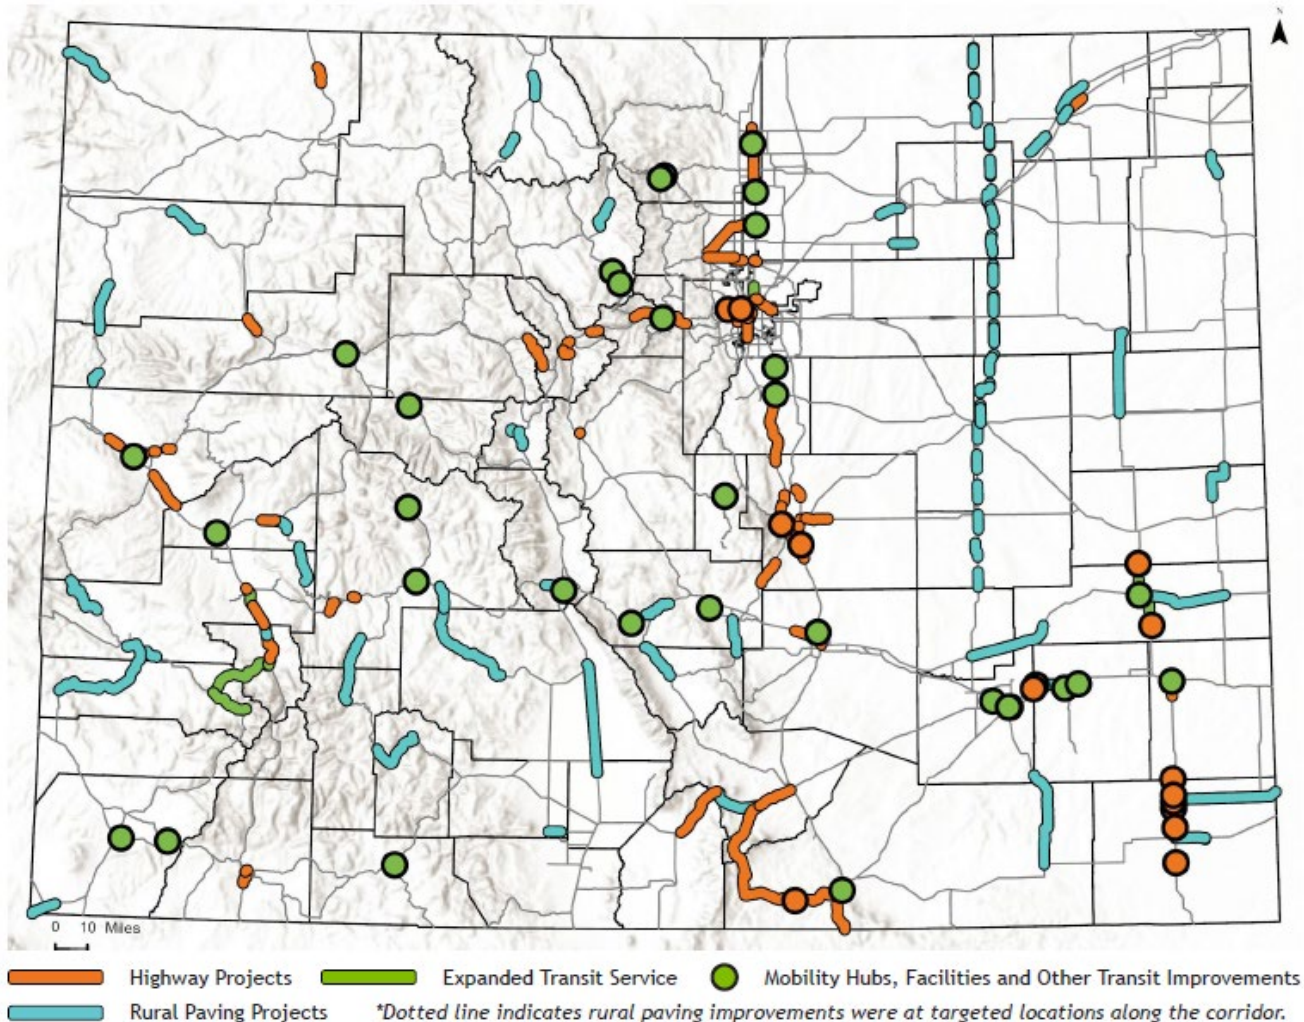 N
0 10 Miles
Highway Projects Expanded Transit Service Mobility Hubs, Facilities and Other Transit Improvements
Rural Paving Projects *Dotted line indicates rural paving improvements were at targeted locations along the corridor.